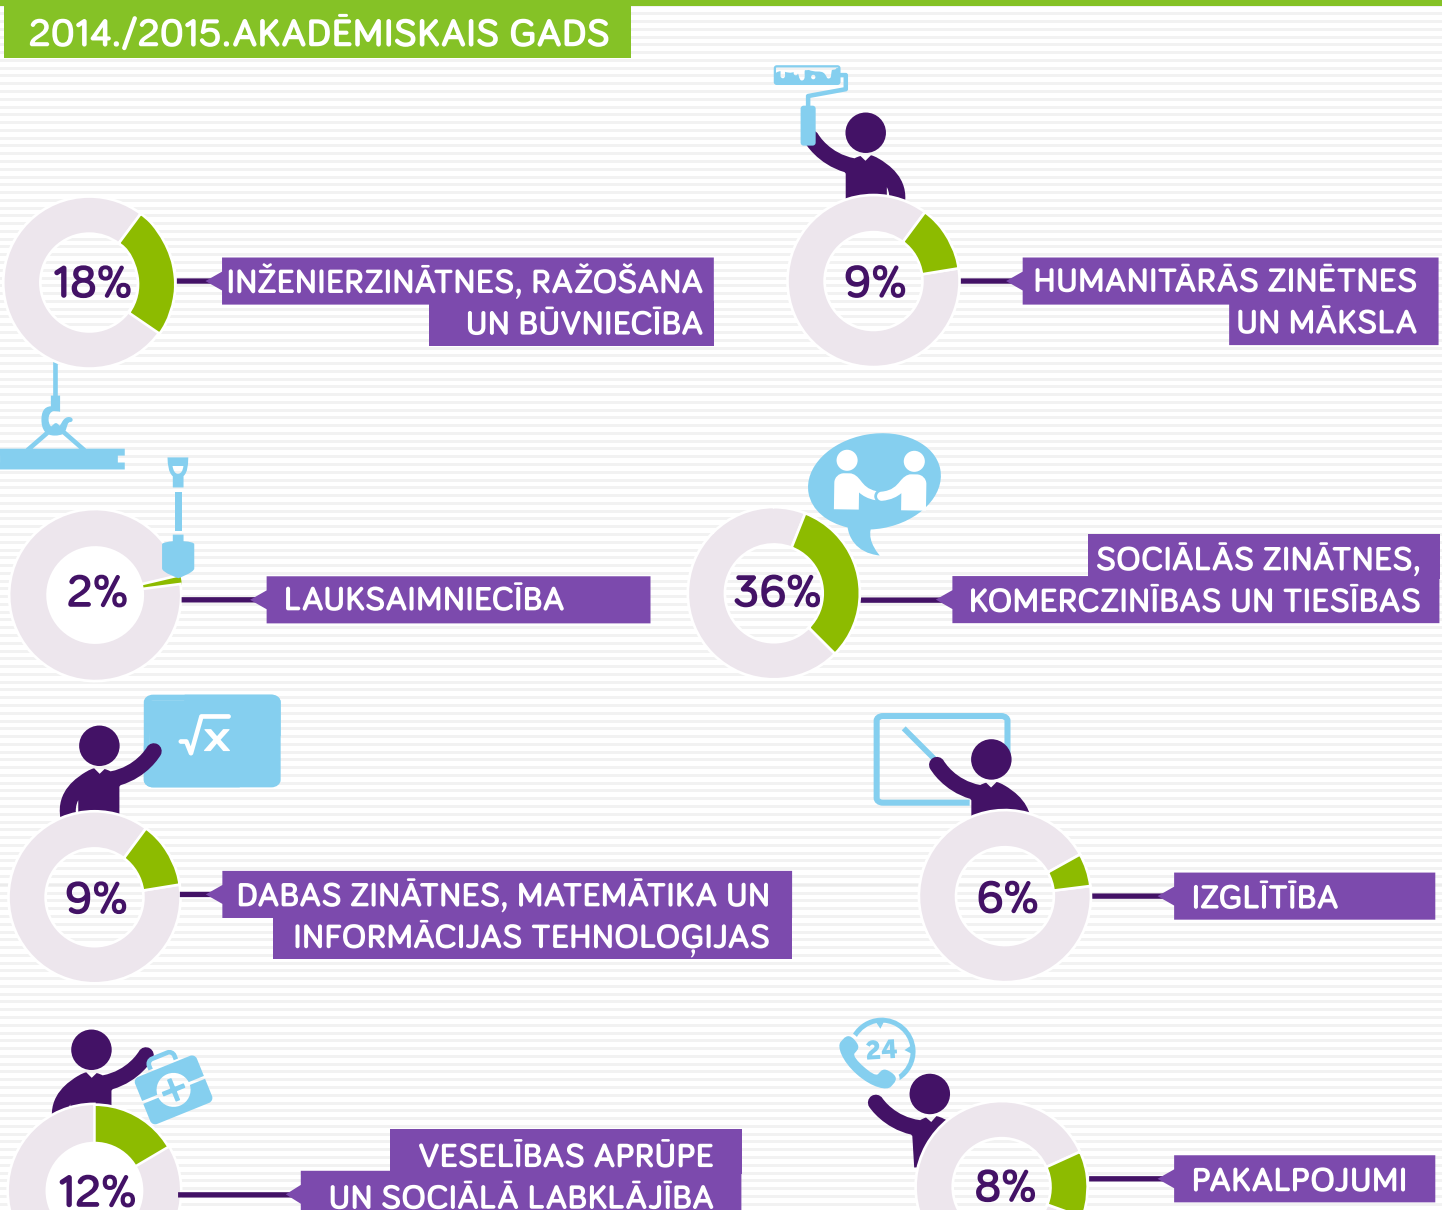 2014./2015.AKADĒMISKAIS GADS
18%
INŽENIERZINĀTNES, RAŽOŠANA
UN BŪVNIECĪBA
9%
HUMANITĀRĀS ZINĒTNES
UN MĀKSLA
2%
LAUKSAIMNIECĪBA
36%
SOCIĀLĀS ZINĀTNES,
KOMERCZINĪBAS UN TIESĪBAS
√x
9%
DABAS ZINĀTNES, MATEMĀTIKA UN
INFORMĀCIJAS TEHNOLOĢIJAS
6%
IZGLĪTĪBA
12%
VESELĪBAS APRŪPE
UN SOCIĀLĀ LABKLĀJĪBA
24
8%
PAKALPOJUMI